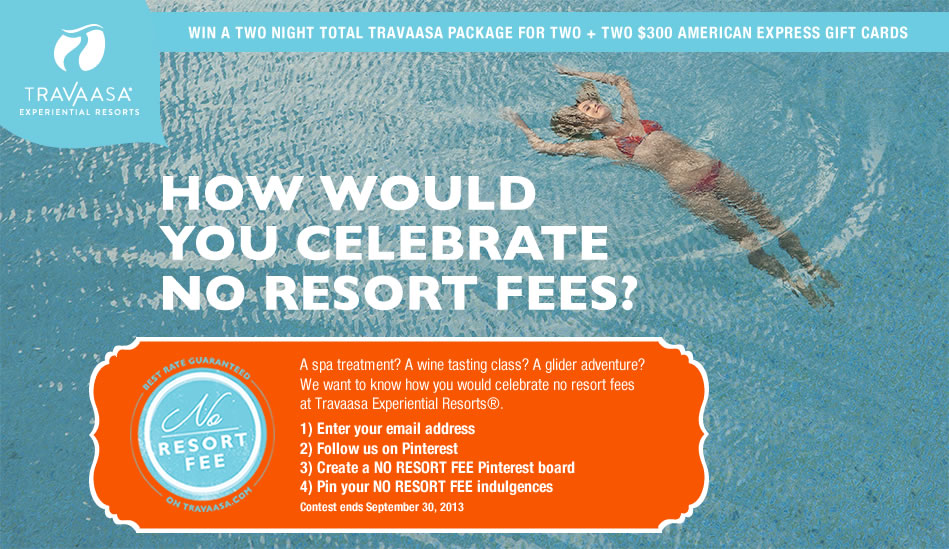 WIN A TWO NIGHT TOTAL TRAVAASA PACKAGE FOR TWO + TWO $300 AMERICAN EXPRESS GIFT CARDS
TRAVAASA®
EXPERIENTIAL RESORTS
HOW WOULD
YOU CELEBRATE
NO RESORT FEES?
BEST RATE GUARANTEED
No
RESORT
FEE
ON TRAVAASA.COM
A spa treatment? A wine tasting class? A glider adventure?
We want to know how you would celebrate no resort fees
at Travaasa Experiential Resorts®.
1) Enter your email address
2) Follow us on Pinterest
3) Create a NO RESORT FEE Pinterest board
4) Pin your NO RESORT FEE indulgences
Contest ends September 30, 2013